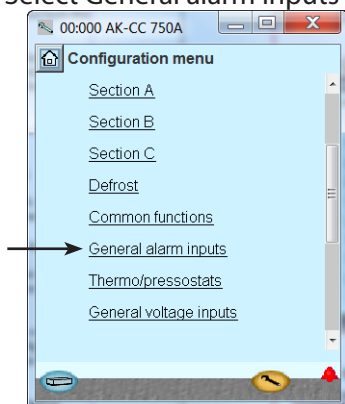 Select General alarm inputs
00:000 AK-CC 750A
Configuration menu
Section A
Section B
Section C
Defrost
Common functions
General alarm inputs
Thermo/pressostats
General voltage inputs